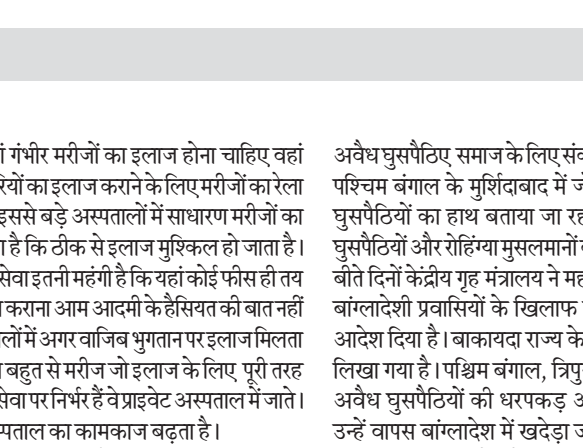 गंभीर मरीजों का इलाज होना चाहिए वहां
का इलाज कराने के लिए मरीजों का रेला
इससे बड़े अस्पतालों में साधारण मरीजों का
है कि ठीक से इलाज मुश्किल हो जाता है।
सेवा इतनी महंगी है कि यहां कोई फीस ही तय
कराना आम आदमी के हैसियत की बात नहीं
में अगर वाजिब भुगतान पर इलाज मिलता
बहुत से मरीज जो इलाज के लिए पूरी तरह
सेवा पर निर्भर हैं वे प्राइवेट अस्पताल में जाते।
का कामकाज बढ़ता है।
अवैध घुसपैठिए समाज के लिए
पश्चिम बंगाल के मुर्शिदाबाद में
घुसपैठियों का हाथ बताया जा
घुसपैठियों और रोहिंग्या मुसलमानों
बीते दिनों केंद्रीय गृह मंत्रालय ने
बांग्लादेशी प्रवासियों के खिलाफ
आदेश दिया है। बाकायदा राज्य के
लिखा गया है। पश्चिम बंगाल,
अवैध घुसपैठियों की धरपकड़
उन्हें वापस बांग्लादेश में खदेड़ा